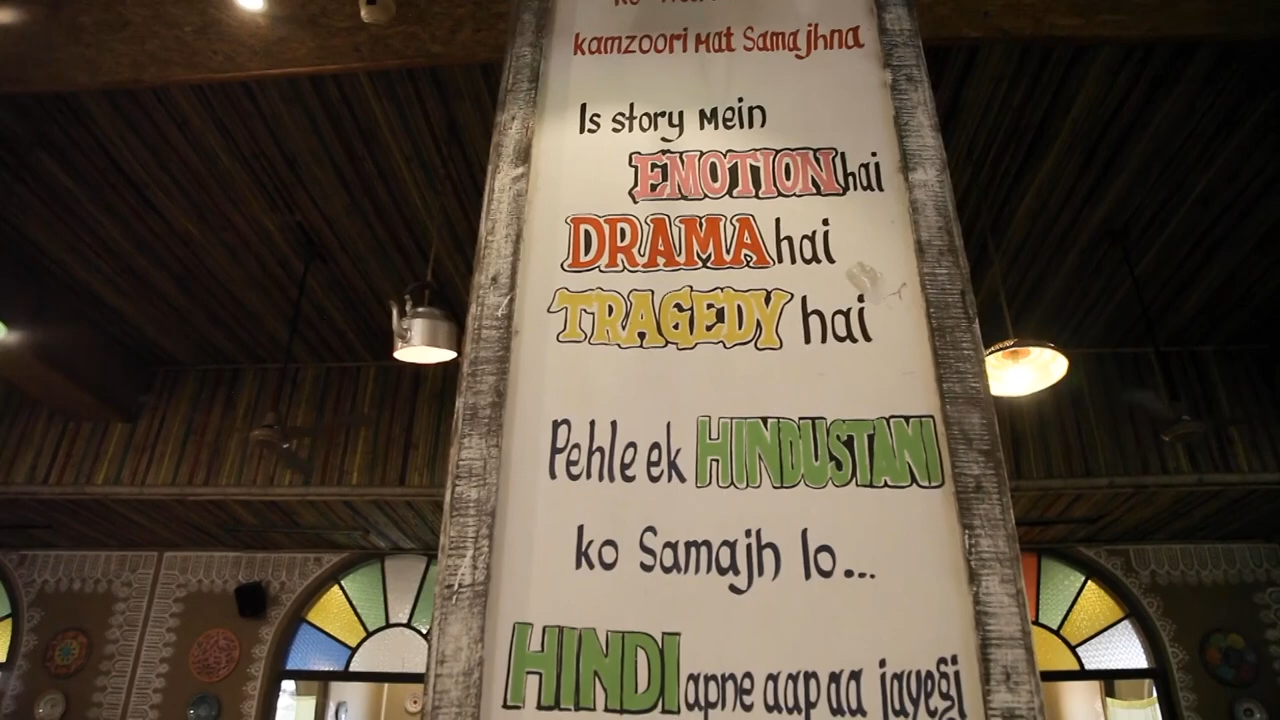 kamzoori Mat Samajhna
Is story Mein
EMOTION hai
DRAMA hai
TRAGEDY hai
Pehle ek HINDUSTANI
ko Samajh lo...
HINDI apne aap aa jayegi